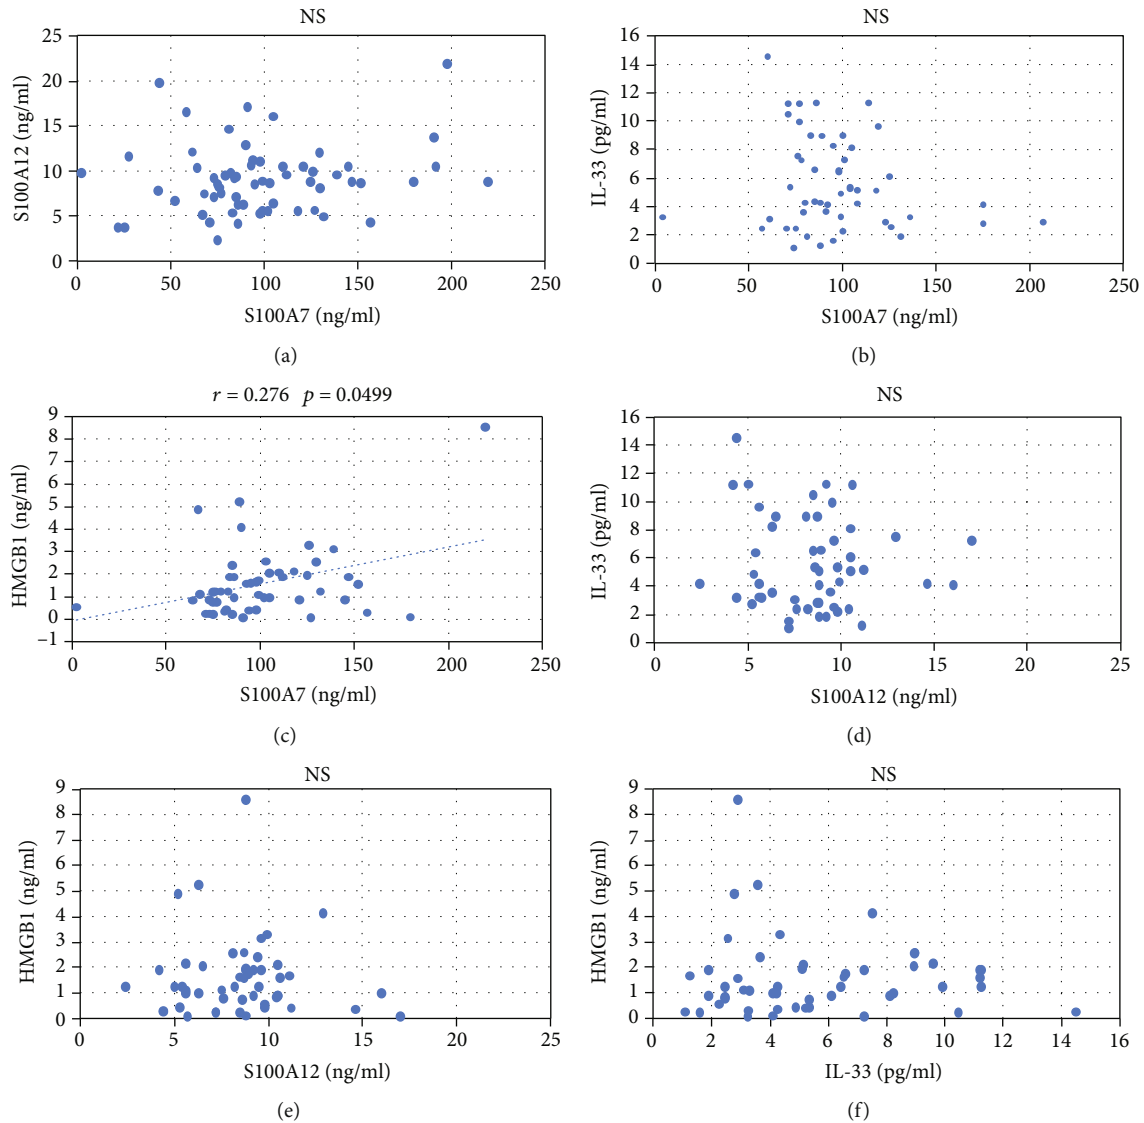 NS
S100A12 (ng/ml)
25
20
15
10
5
0
0 50 100 150 200 250
S100A7 (ng/ml)
(a)
NS
IL-33 (pg/ml)
16
14
12
10
8
6
4
2
0
0 50 100 150 200 250
S100A7 (ng/ml)
(b)
r = 0.276 p = 0.0499
HMGB1 (ng/ml)
9
8
7
6
5
4
3
2
1
0
−1
0 50 100 150 200 250
S100A7 (ng/ml)
(c)
NS
IL-33 (pg/ml)
16
14
12
10
8
6
4
2
0
0 5 10 15 20 25
S100A12 (ng/ml)
(d)
NS
HMGB1 (ng/ml)
9
8
7
6
5
4
3
2
1
0
0 5 10 15 20 25
S100A12 (ng/ml)
(e)
NS
HMGB1 (ng/ml)
9
8
7
6
5
4
3
2
1
0
0 2 4 6 8 10 12 14 16
IL-33 (pg/ml)
(f)